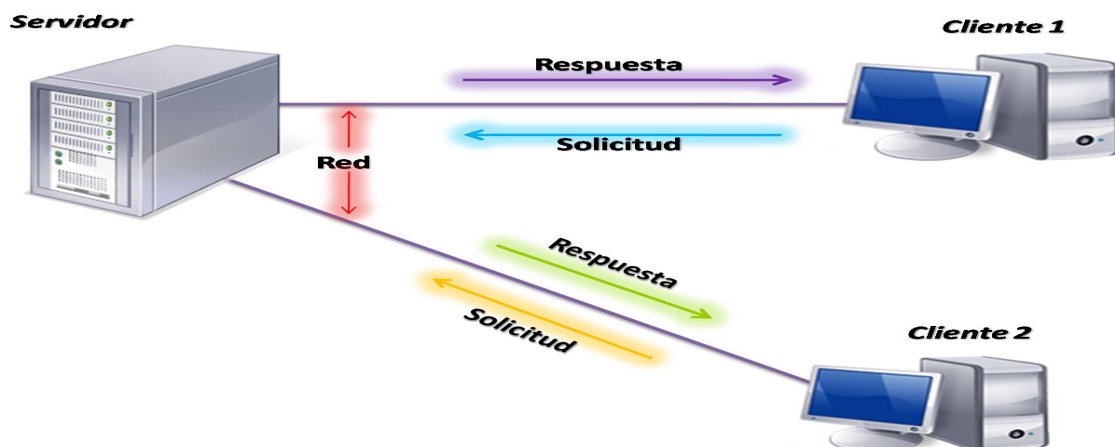 Servidor
Cliente 1
Respuesta
Solicitud
Red
Respuesta
Solicitud
Cliente 2